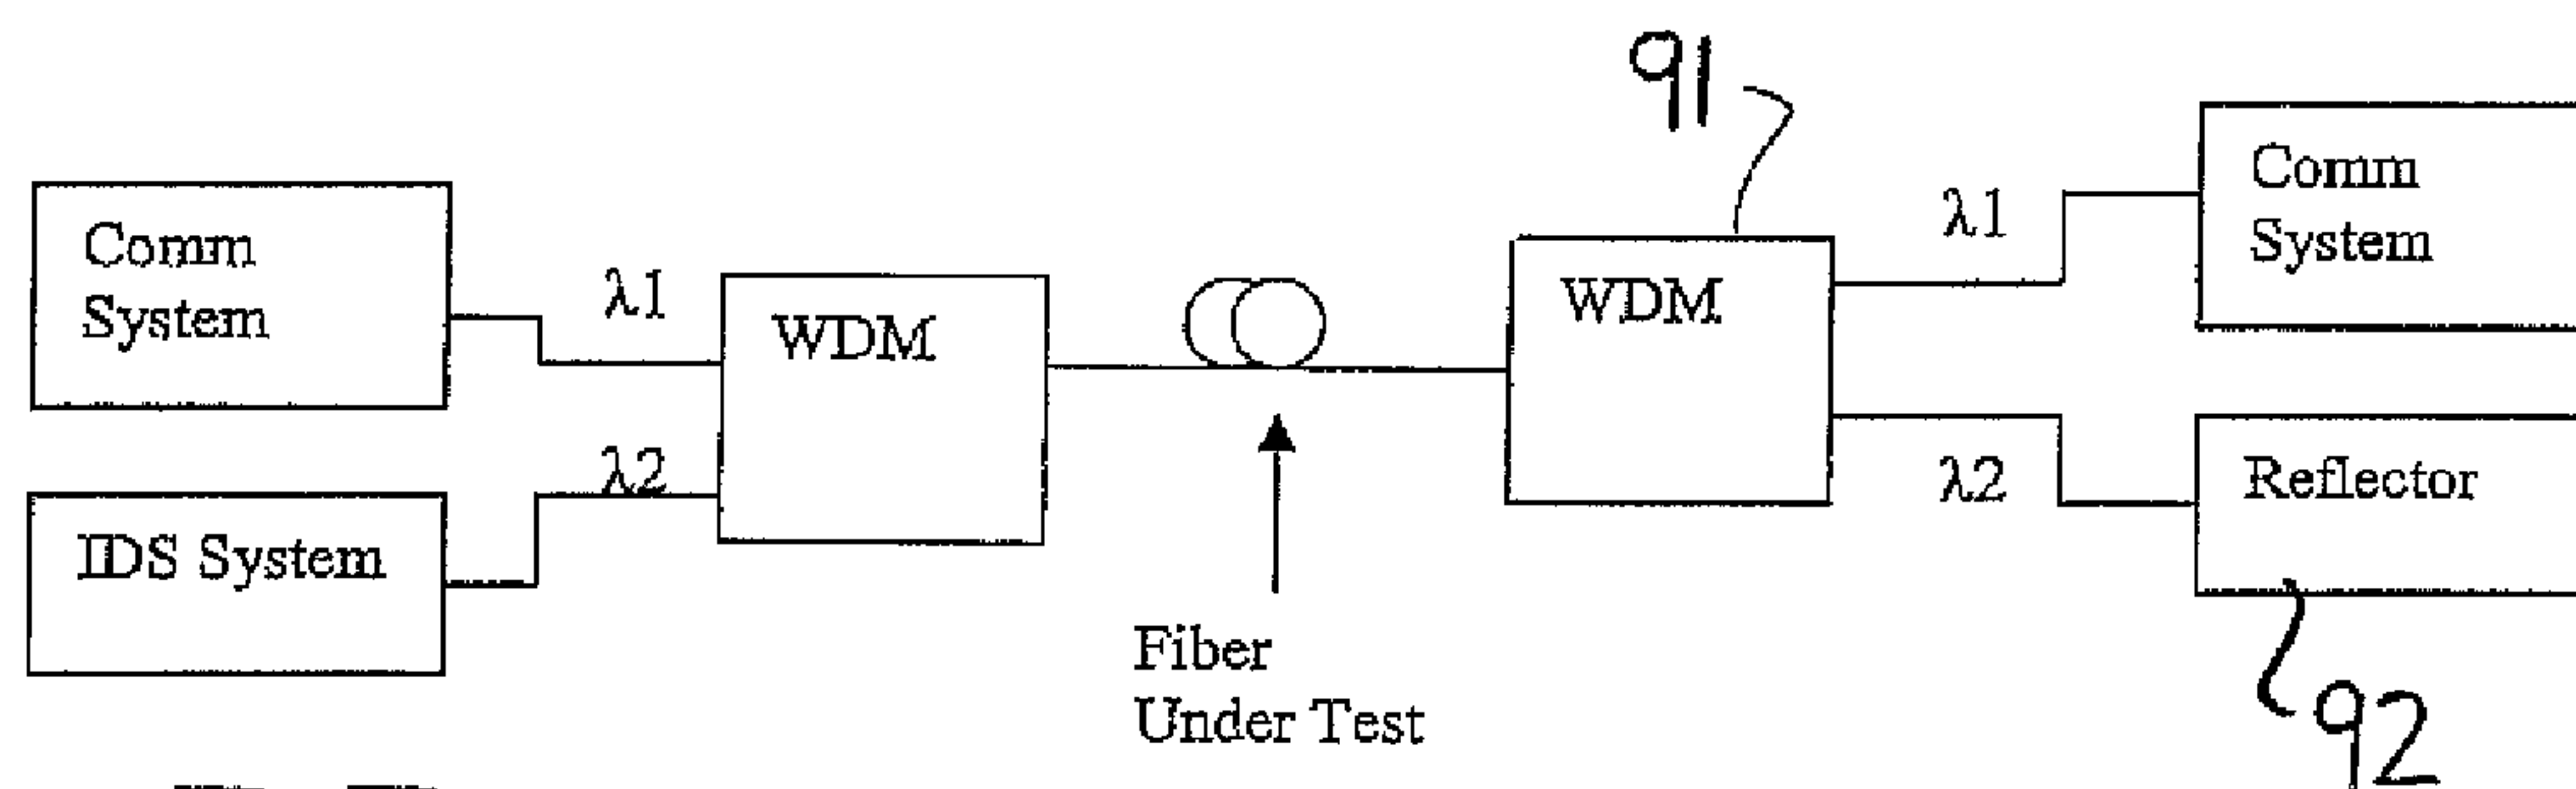 91
Comm
System
λ1
WDM
WDM
λ1
Comm
System
IDS System
λ2
λ2
Reflector
Fiber
Under Test
92